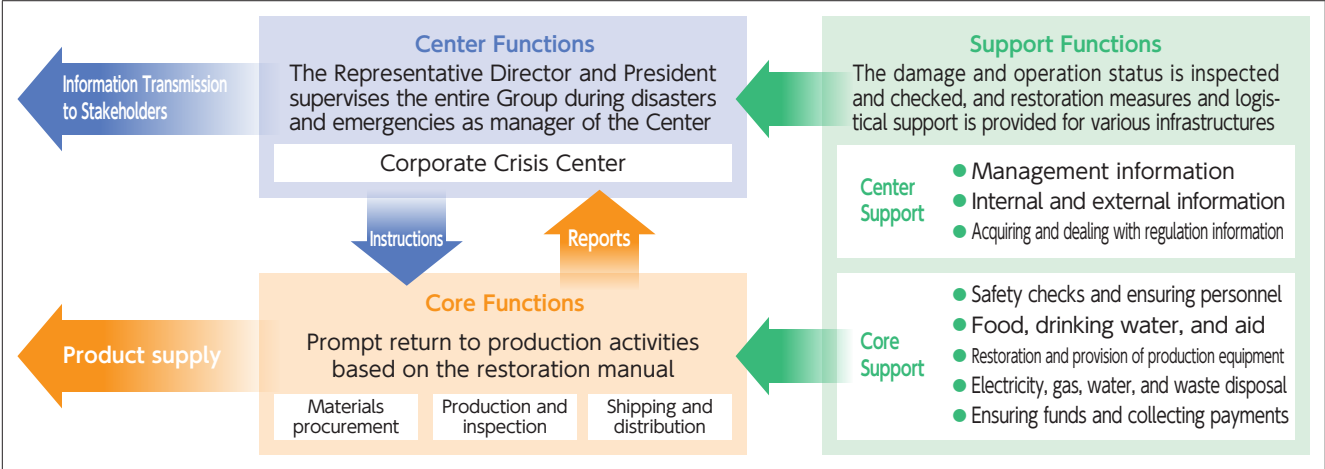 Information Transmission
to Stakeholders
Center Functions
The Representative Director and President
supervises the entire Group during disasters
and emergencies as manager of the Center
Corporate Crisis Center
Instructions
Reports
Product supply
Core Functions
Prompt return to production activities
based on the restoration manual
Materials
procurement
Production and
inspection
Shipping and
distribution
Support Functions
The damage and operation status is inspected
and checked, and restoration measures and logis-
tical support is provided for various infrastructures
Center
Support
● Management information
● Internal and external information
● Acquiring and dealing with regulation information
Core
Support
● Safety checks and ensuring personnel
● Food, drinking water, and aid
● Restoration and provision of production equipment
● Electricity, gas, water, and waste disposal
● Ensuring funds and collecting payments